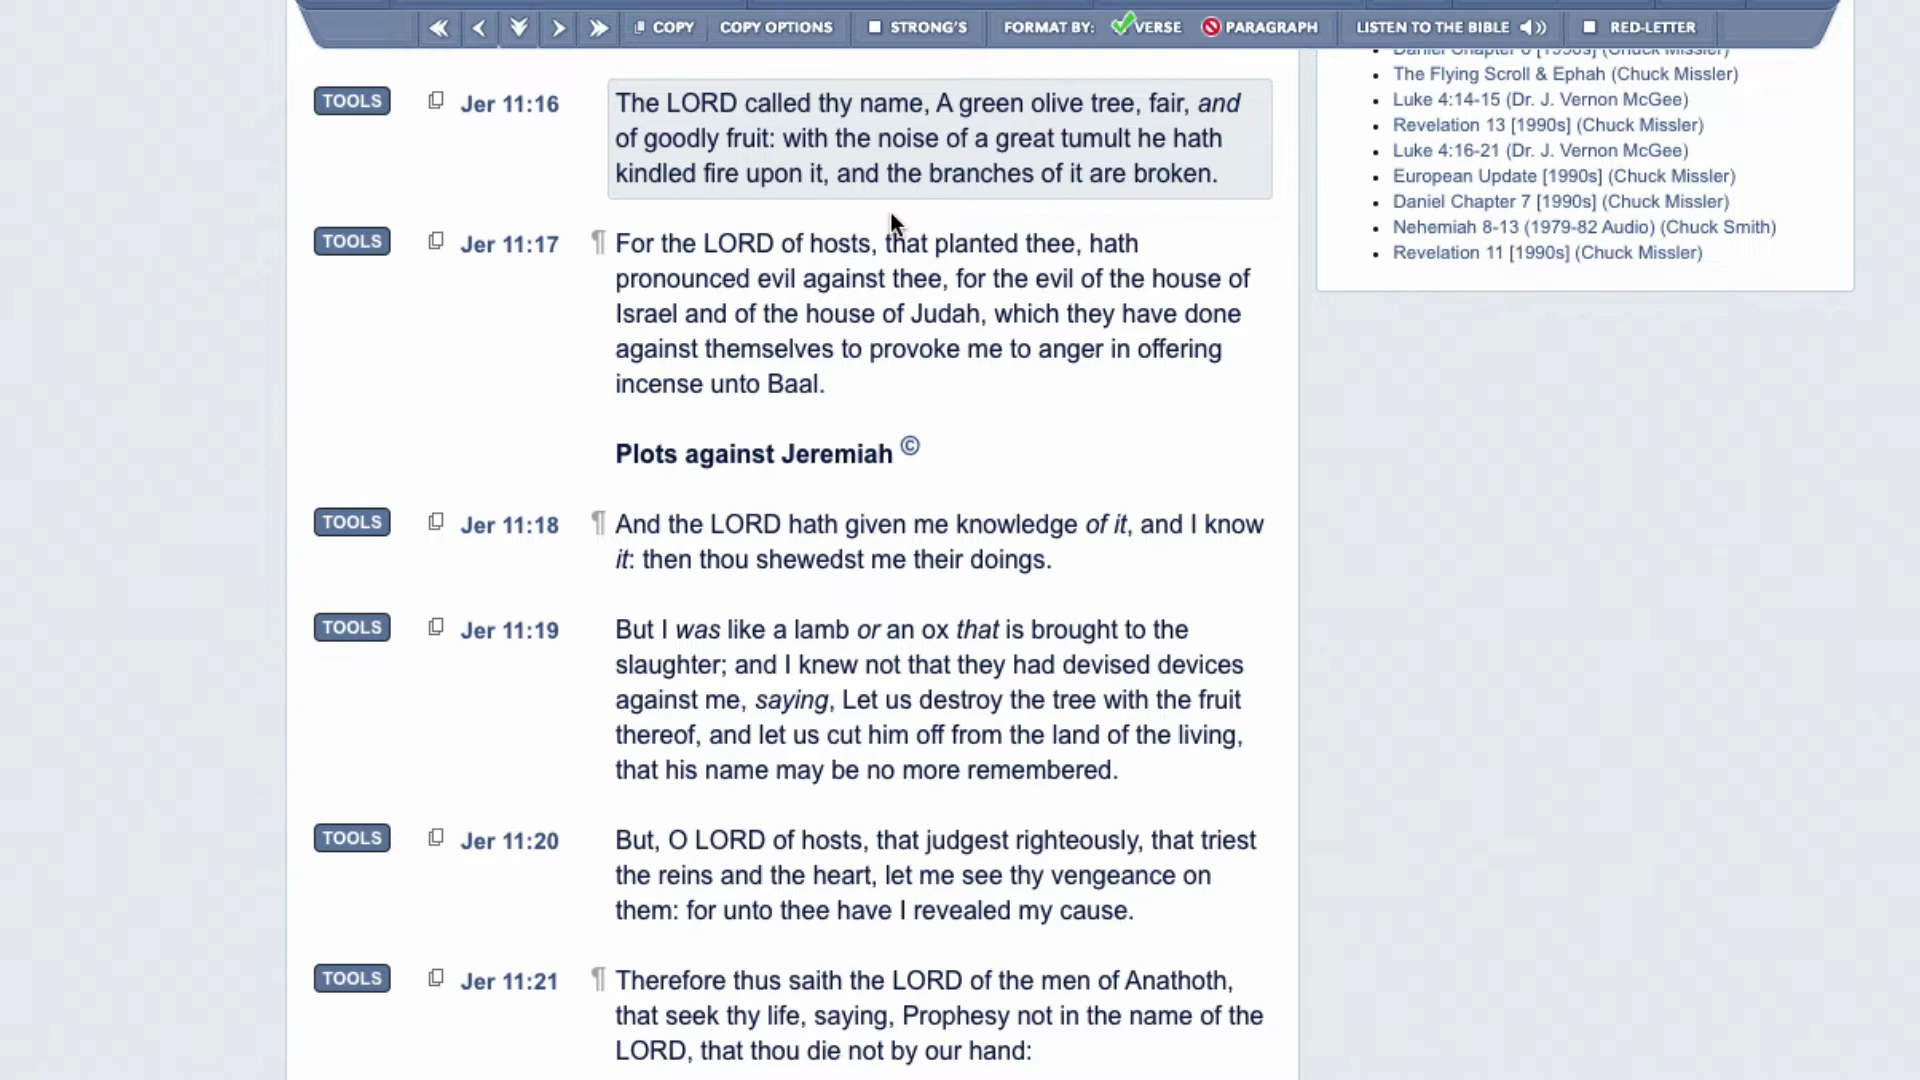 COPY COPY OPTIONS STRONG'S FORMAT BY: VERSE PARAGRAPH LISTEN TO THE BIBLE RED-LETTER
TOOLS Jer 11:16 The LORD called thy name, A green olive tree, fair, and
of goodly fruit: with the noise of a great tumult he hath
kindled fire upon it, and the branches of it are broken.
TOOLS Jer 11:17 ¶ For the LORD of hosts, that planted thee, hath
pronounced evil against thee, for the evil of the house of
Israel and of the house of Judah, which they have done
against themselves to provoke me to anger in offering
incense unto Baal.
Plots against Jeremiah ©
TOOLS Jer 11:18 ¶ And the LORD hath given me knowledge of it, and I know
it: then thou shewedst me their doings.
TOOLS Jer 11:19 But I was like a lamb or an ox that is brought to the
slaughter; and I knew not that they had devised devices
against me, saying, Let us destroy the tree with the fruit
thereof, and let us cut him off from the land of the living,
that his name may be no more remembered.
TOOLS Jer 11:20 But, O LORD of hosts, that judgest righteously, that triest
the reins and the heart, let me see thy vengeance on
them: for unto thee have I revealed my cause.
TOOLS Jer 11:21 ¶ Therefore thus saith the LORD of the men of Anathoth,
that seek thy life, saying, Prophesy not in the name of the
LORD, that thou die not by our hand:
Daniel Chapter [1990s] (Chuck Missler)
The Flying Scroll & Ephah (Chuck Missler)
Luke 4:14-15 (Dr. J. Vernon McGee)
Revelation 13 [1990s] (Chuck Missler)
Luke 4:16-21 (Dr. J. Vernon McGee)
European Update [1990s] (Chuck Missler)
Daniel Chapter 7 [1990s] (Chuck Missler)
Nehemiah 8-13 (1979-82 Audio) (Chuck Smith)
Revelation 11 [1990s] (Chuck Missler)